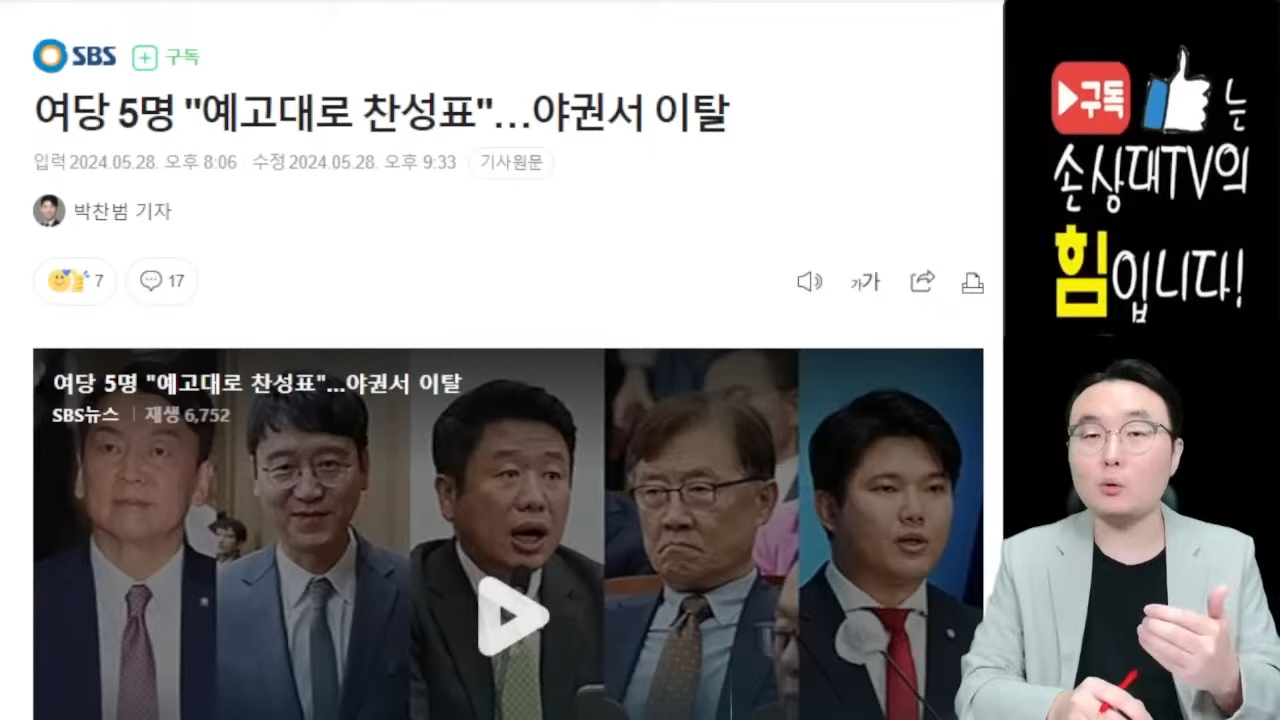 SBS 구독
여당 5명 "예고대로 찬성표"…야권서 이탈
입력 2024.05.28. 오후 8:06 수정 2024.05.28. 오후 9:33 기사원문
박찬범 기자
7 17
가가
여당 5명 "예고대로 찬성표"...야권서 이탈
SBS뉴스 재생 6,752
구독 는
손상대TV의
힘입니다!